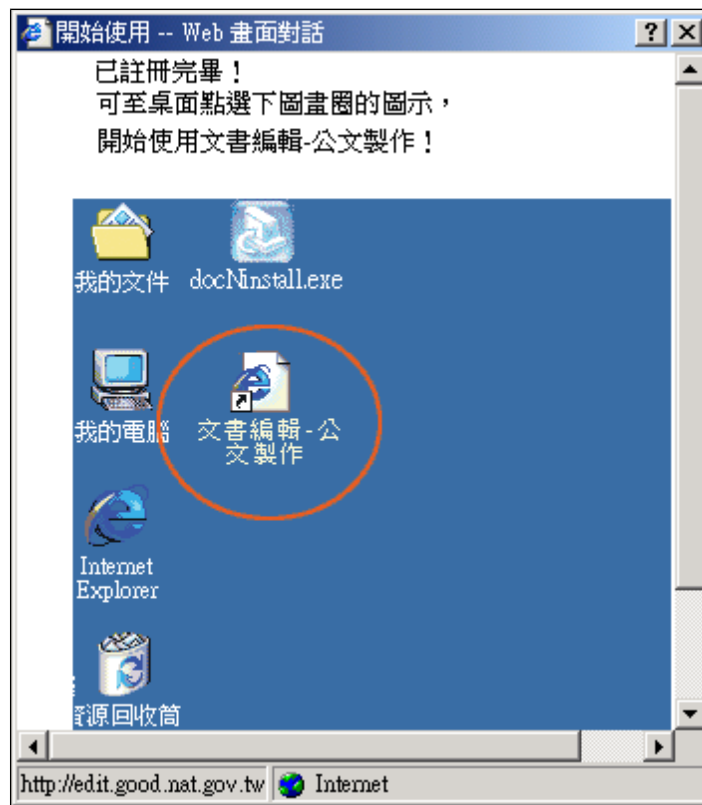 開始使用 -- Web 畫面對話
已註冊完畢！
可至桌面點選下圖畫圈的圖示，
開始使用文書編輯-公文製作！
我的文件
docNinstall.exe
我的電腦
文書編輯-公
文製作
Internet
Explorer
資源回收筒
http://edit.good.nat.gov.tw
Internet